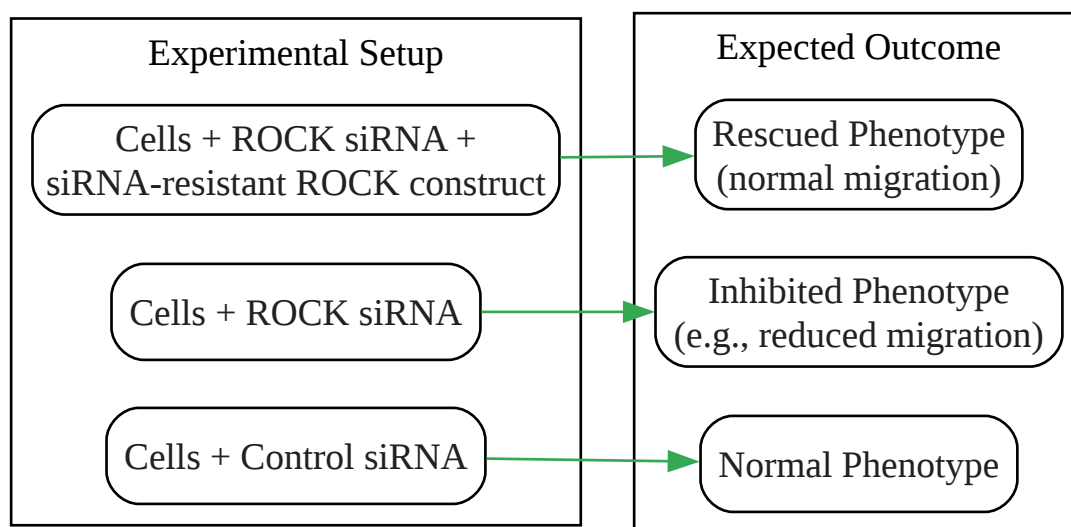 Experimental Setup
Cells + ROCK siRNA +
siRNA-resistant ROCK construct
Cells + ROCK siRNA
Cells + Control siRNA
Expected Outcome
Rescued Phenotype
(normal migration)
Inhibited Phenotype
(e.g., reduced migration)
Normal Phenotype